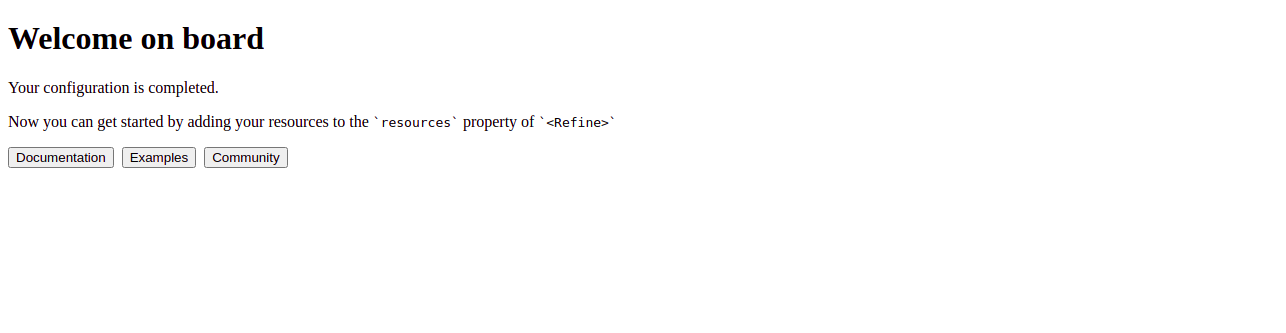 Welcome on board
Your configuration is completed.
Now you can get started by adding your resources to the `resources` property of `<Refine>`
Documentation Examples Community